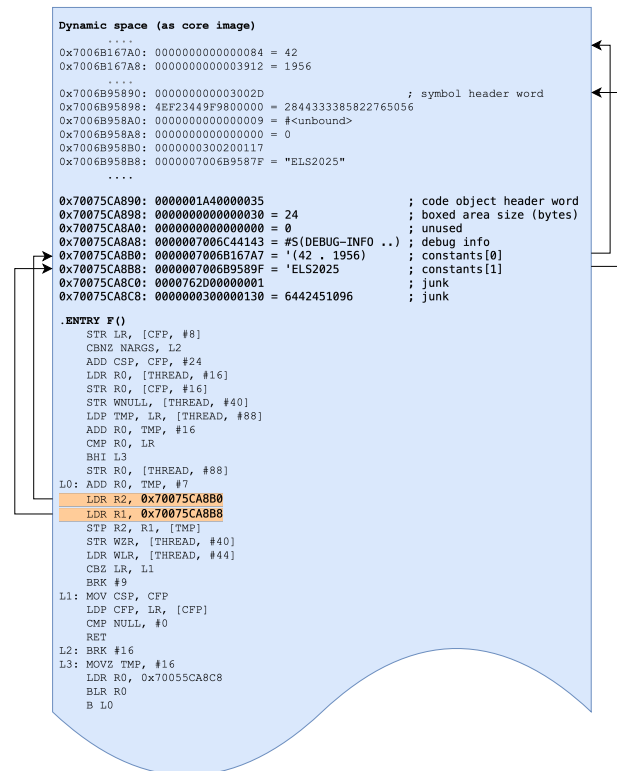 Dynamic space (as core image)
....
0x7006B167A0: 0000000000000084 = 42
0x7006B167A8: 0000000000003912 = 1956
....
0x7006B95890: 000000000003002D ; symbol header word
0x7006B95898: 4EF23449F9800000 = 2844333385822765056
0x7006B958A0: 0000000000000009 = #<unbound>
0x7006B958A8: 0000000000000000 = 0
0x7006B958B0: 0000000300200117
0x7006B958B8: 0000007006B9587F = "ELS2025"
....
0x70075CA890: 0000001A40000035 ; code object header word
0x70075CA898: 0000000000000030 = 24 ; boxed area size (bytes)
0x70075CA8A0: 0000000000000000 = 0 ; unused
0x70075CA8A8: 0000007006C44143 = #S(DEBUG-INFO ..) ; debug info
0x70075CA8B0: 0000007006B167A7 = '(42 . 1956) ; constants[0]
0x70075CA8B8: 0000007006B9589F = 'ELS2025 ; constants[1]
0x70075CA8C0: 0000762D00000001 ; junk
0x70075CA8C8: 0000000300000130 = 6442451096 ; junk
.ENTRY F()
STR LR, [CFP, #8]
CBNZ NARGS, L2
ADD CSP, CFP, #24
LDR R0, [THREAD, #16]
STR R0, [CFP, #16]
STR WNULL, [THREAD, #40]
LDP TMP, LR, [THREAD, #88]
ADD R0, TMP, #16
CMP R0, LR
BHI L3
STR R0, [THREAD, #88]
L0: ADD R0, TMP, #7
LDR R2, 0x70075CA8B0
LDR R1, 0x70075CA8B8
STP R2, R1, [TMP]
STR WZR, [THREAD, #40]
LDR WLR, [THREAD, #44]
CBZ LR, L1
BRK #9
L1: MOV CSP, CFP
LDP CFP, LR, [CFP]
CMP NULL, #0
RET
L2: BRK #16
L3: MOVZ TMP, #16
LDR R0, 0x70055CA8C8
BLR R0
B L0